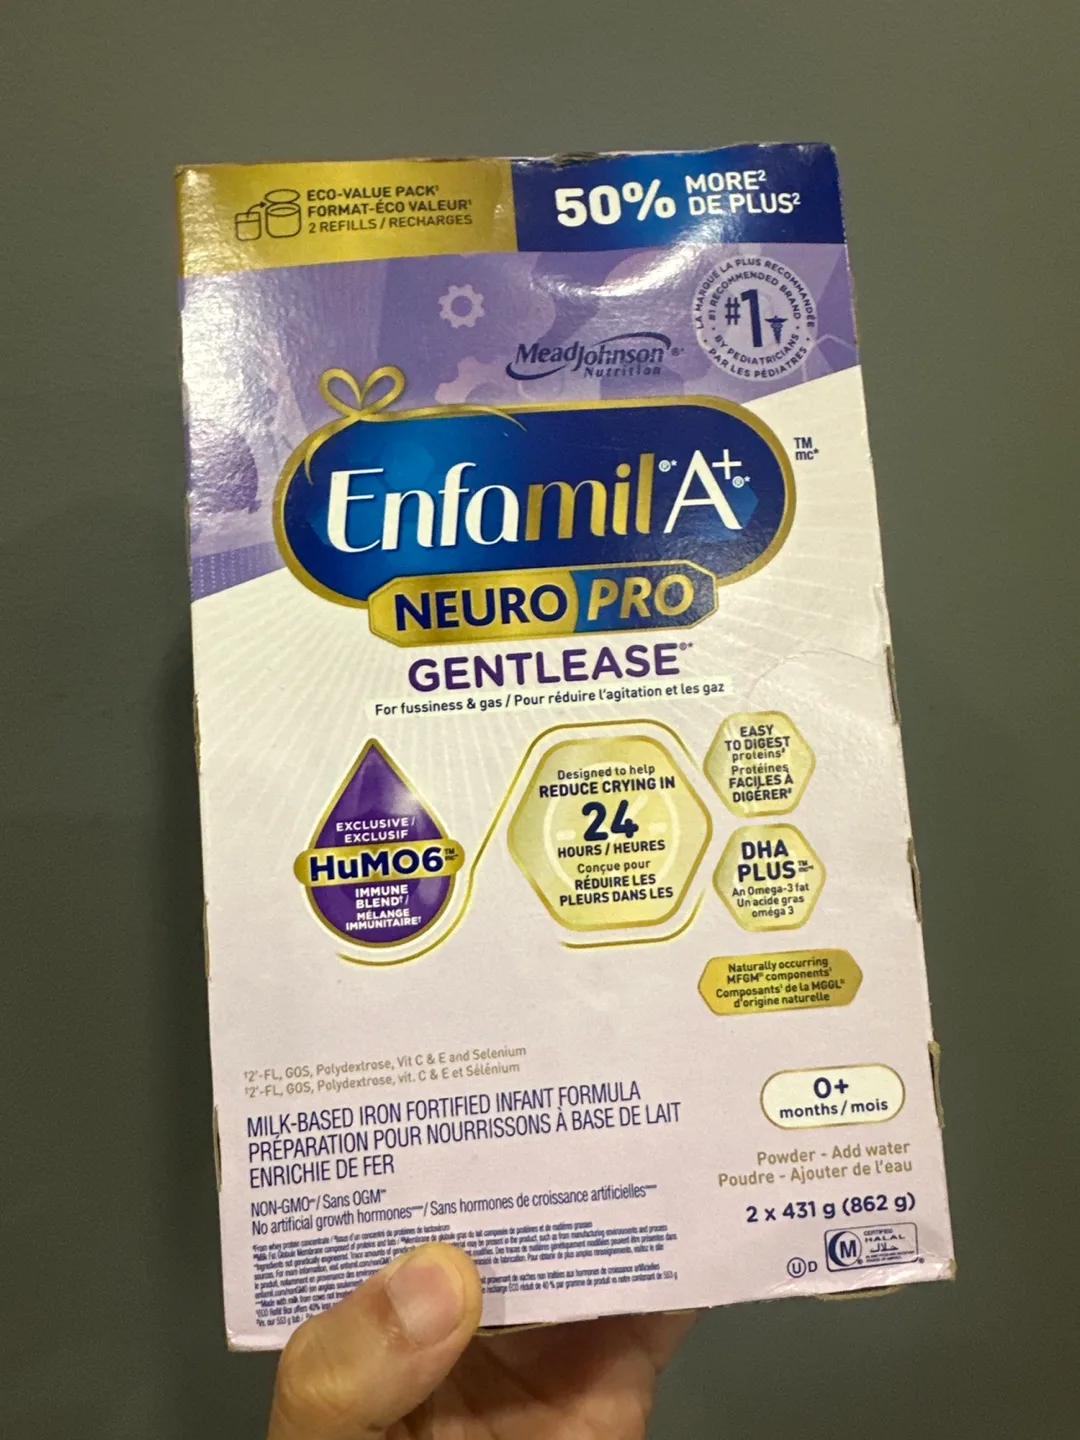 ECO-VALUE PACK¹
FORMAT-ÉCO VALEUR¹
2 REFILLS / RECHARGES
50% MORE²
DE PLUS²
LA MARQUE LA PLUS RECOMMANDÉE
#1 RECOMMENDED BRAND
#1
BY PEDIATRICIANS
PAR LES PÉDIATRES
MeadJohnson®*
Nutrition
Enfamil®* A+®*
TM
mc*
NEURO PRO
GENTLEASE®*
For fussiness & gas / Pour réduire l'agitation et les gaz
EXCLUSIVE /
EXCLUSIF
HuMO6
IMMUNE
BLEND† /
MÉLANGE
IMMUNITAIRE†
Designed to help
REDUCE CRYING IN
24
HOURS / HEURES
Conçue pour
RÉDUIRE LES
PLEURS DANS LES
EASY
TO DIGEST
proteins
Protéines
FACILES À
DIGÉRER
DHA
PLUS
An Omega-3 fat
Un acide gras
oméga 3
Naturally occurring
MFGM components
Composants de la MGGL
d'origine naturelle
†2'-FL, GOS, Polydextrose, Vit C & E and Selenium
†2'-FL, GOS, Polydextrose, vit. C & E et Sélénium
MILK-BASED IRON FORTIFIED INFANT FORMULA
PRÉPARATION POUR NOURRISSONS À BASE DE LAIT
ENRICHIE DE FER
0+
months / mois
Powder - Add water
Poudre - Ajouter de l'eau
2 x 431 g (862 g)
NON-GMO / Sans OGM
No artificial growth hormones / Sans hormones de croissance artificielles
U D
CERTIFIED
HALAL
حلال
M